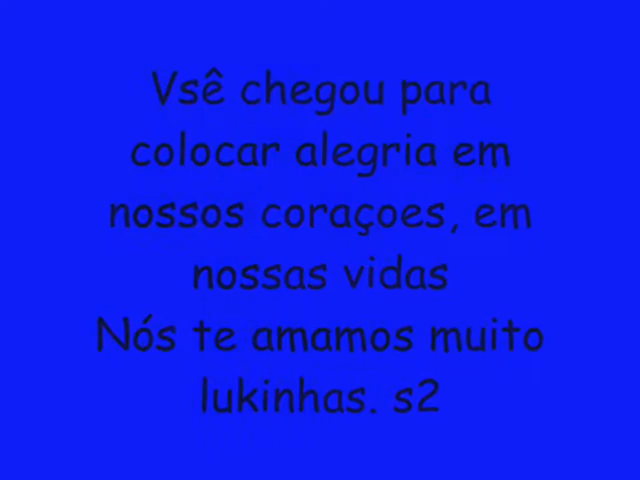 Vsê chegou para
colocar alegria em
nossos coraçoes, em
nossas vidas
Nós te amamos muito
lukinhas. s2